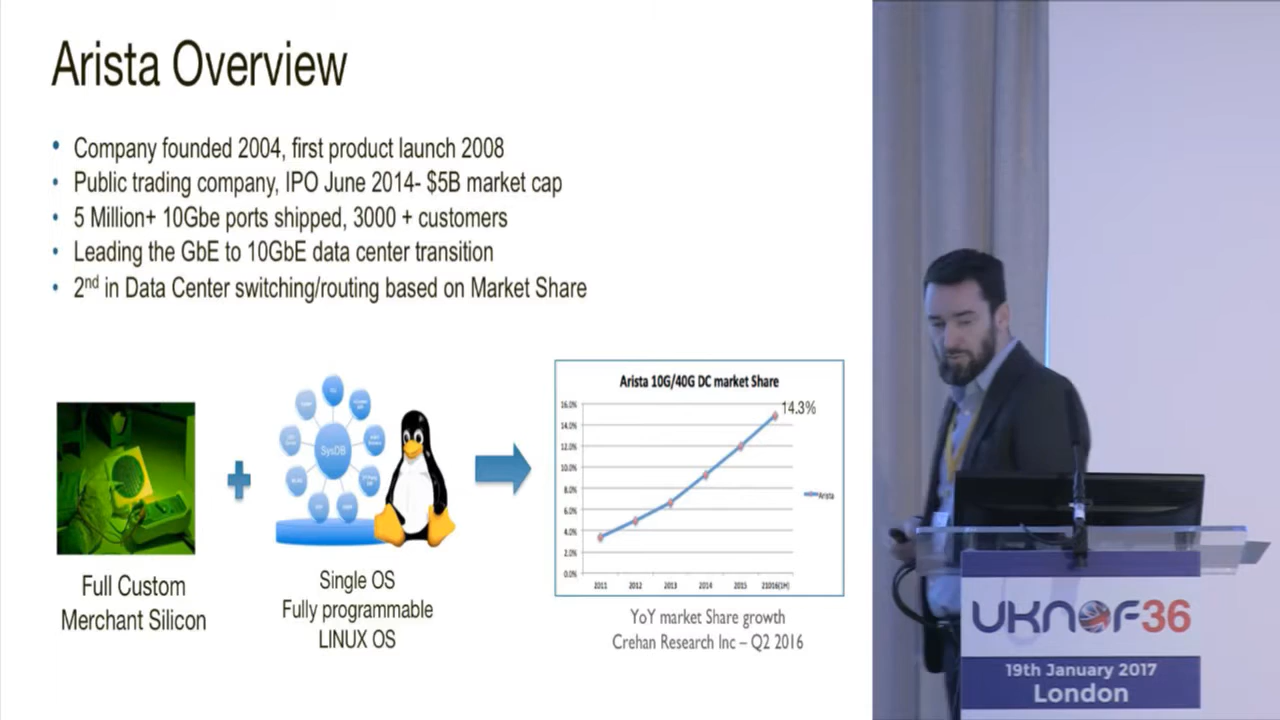 Arista Overview
• Company founded 2004, first product launch 2008
• Public trading company, IPO June 2014- $5B market cap
• 5 Million+ 10Gbe ports shipped, 3000 + customers
• Leading the GbE to 10GbE data center transition
• 2nd in Data Center switching/routing based on Market Share
SysDB
Full Custom
Merchant Silicon
Single OS
Fully programmable
LINUX OS
Arista 10G/40G DC market Share
14.3%
16.0%
14.0%
12.0%
10.0%
8.0%
6.0%
4.0%
2.0%
0.0%
2011 2012 2013 2014 2015 21016(1H)
Arista
YoY market Share growth
Crehan Research Inc – Q2 2016
UKNOF36
19th January 2017
London